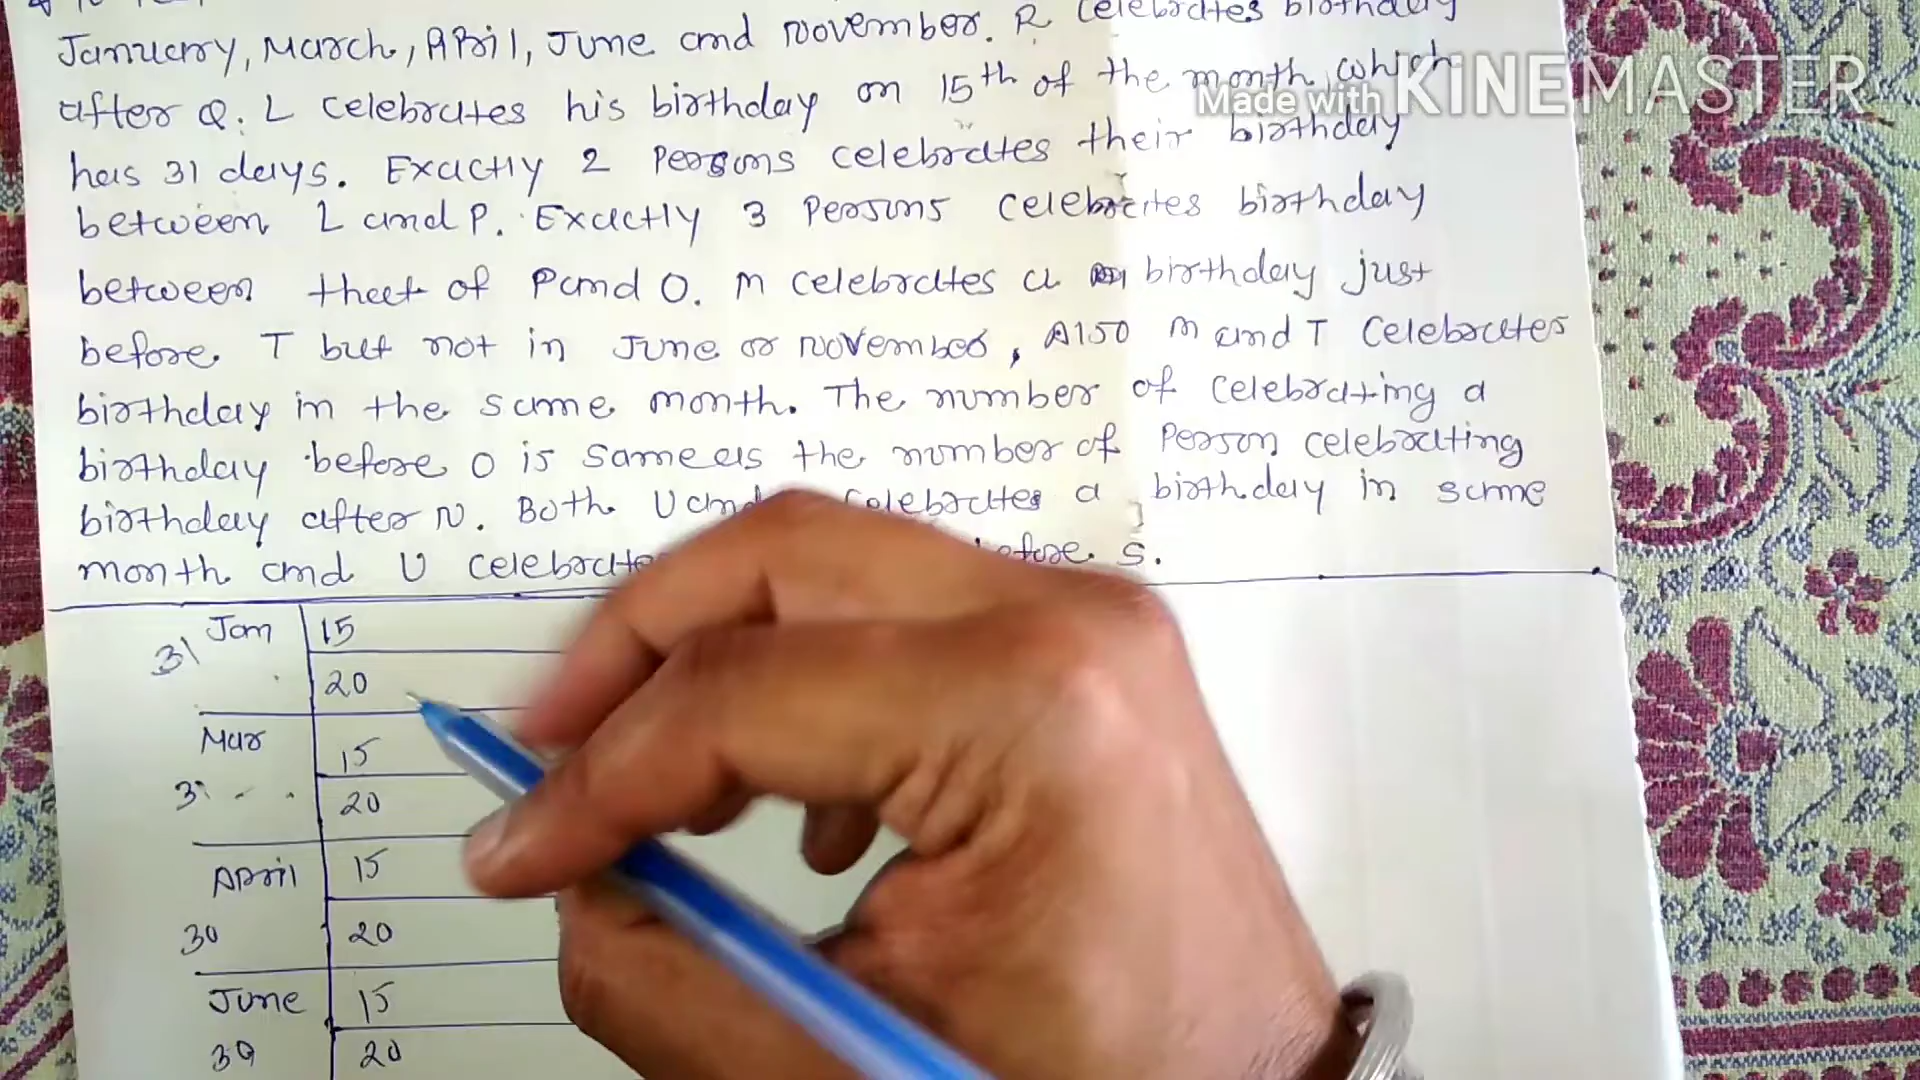 January, March, April, June and November. R celebrates birthday
after Q. L celebrates his birthday on 15th of the month which
Made with KINEMASTER
has 31 days. Exactly 2 Persons celebrates their birthday
between L and P. Exactly 3 Persons celebrates birthday
between that of P and O. M celebrates a birthday just
before T but not in June or November, Also M and T Celebrates
birthday in the same month. The number of celebrating a
birthday before O is same as the number of Person celebrating
birthday after N. Both U and celebrates a birthday in same
month and U celebrates before S.
Jan 15
31
20
Mar 15
20
April 15
30 20
June 15
30 20